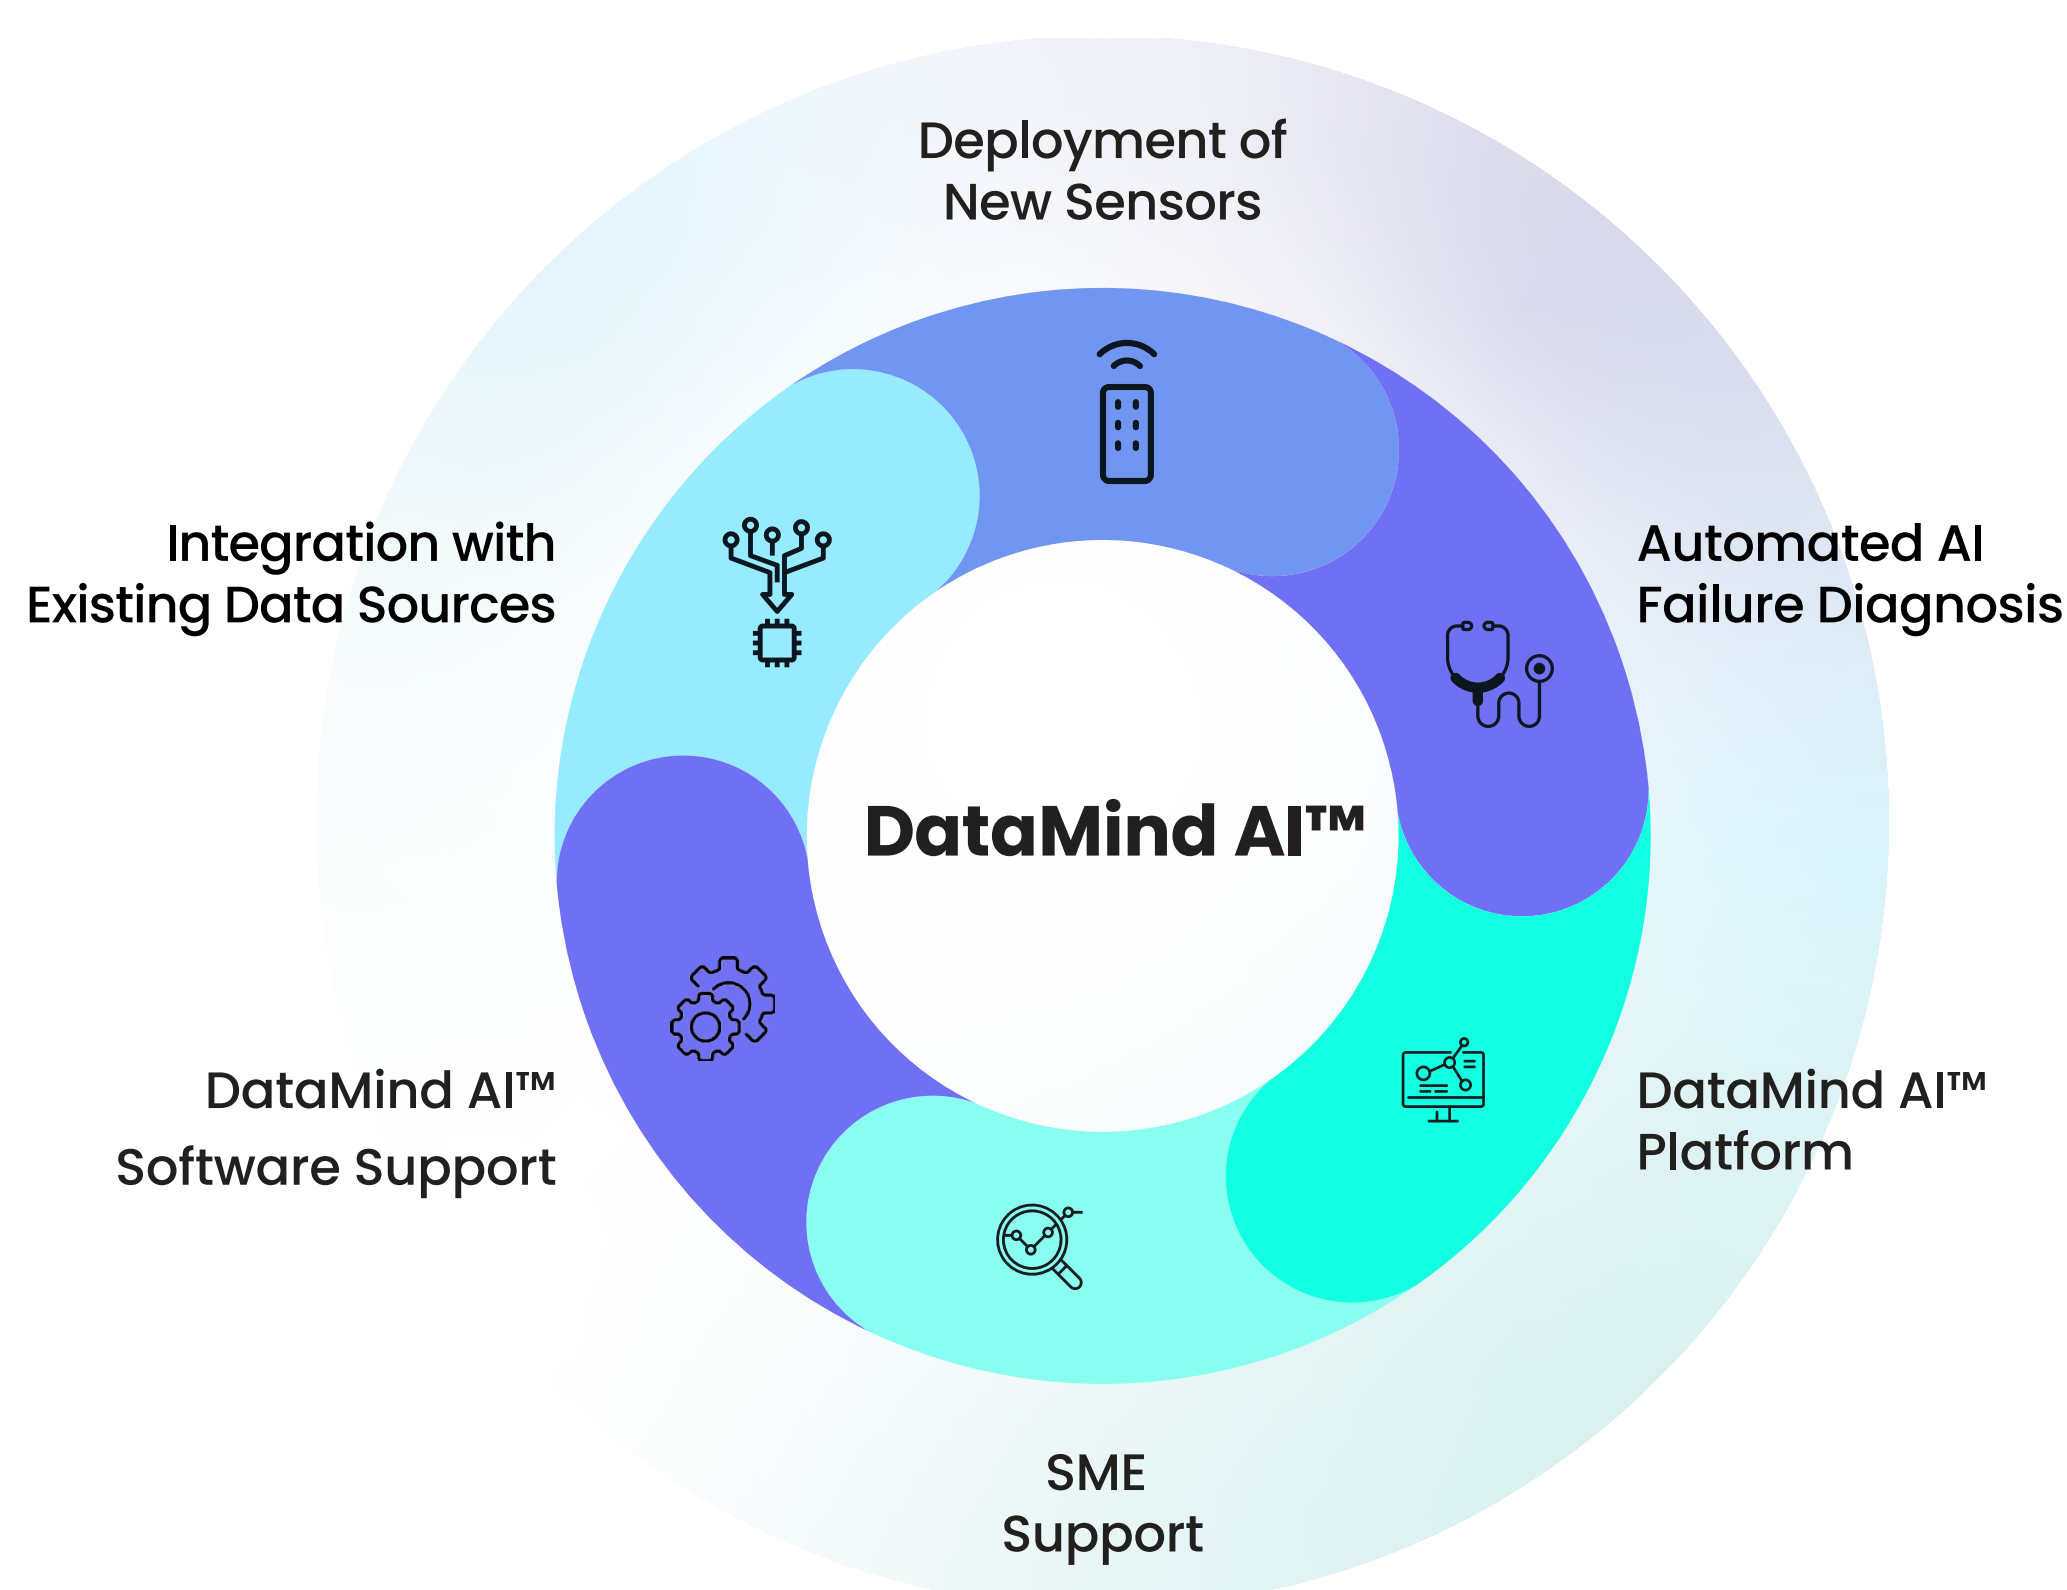 Deployment of
New Sensors
Integration with
Existing Data Sources
Automated AI
Failure Diagnosis
DataMind AI™
DataMind AI™
Software Support
DataMind AI™
Platform
SME
Support